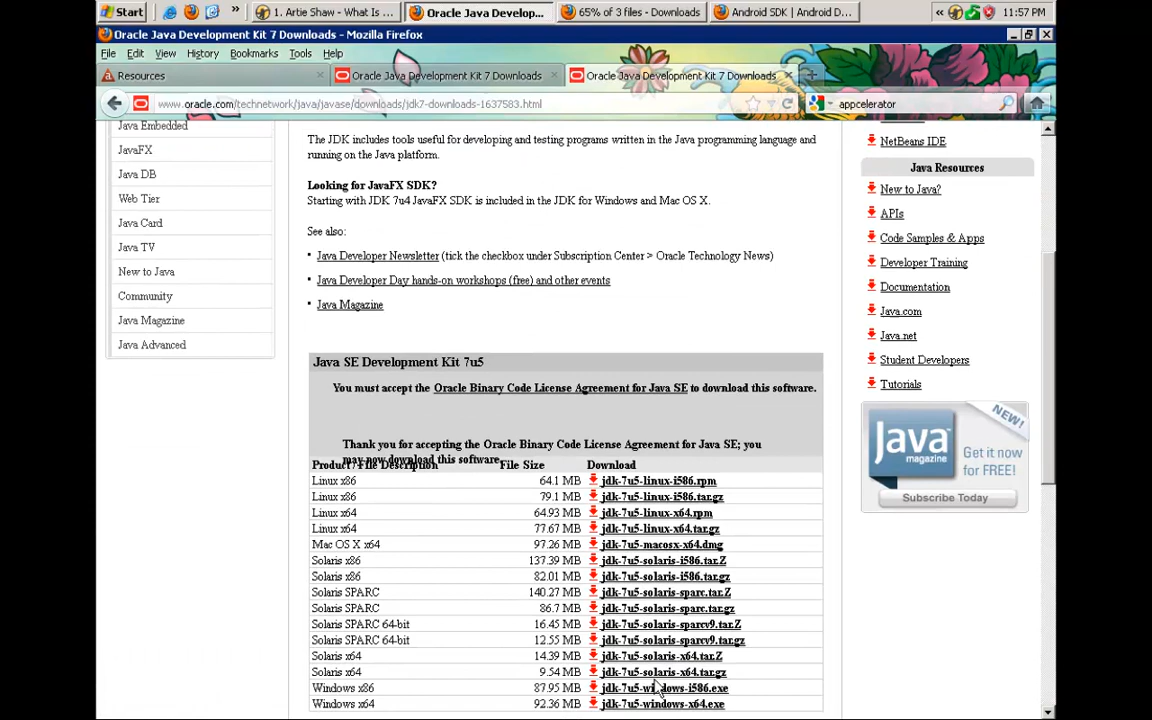 Start
»
1. Artie Shaw - What Is ...
Oracle Java Develop...
65% of 3 files - Downloads
Android SDK | Android D...
«
11:57 PM
Oracle Java Development Kit 7 Downloads - Mozilla Firefox
File Edit View History Bookmarks Tools Help
Resources
Oracle Java Development Kit 7 Downloads
Oracle Java Development Kit 7 Downloads
www.oracle.com/technetwork/java/javase/downloads/jdk7-downloads-1637583.html
appcelerator
Java Embedded
JavaFX
Java DB
Web Tier
Java Card
Java TV
New to Java
Community
Java Magazine
Java Advanced
The JDK includes tools useful for developing and testing programs written in the Java programming language and
running on the Java platform.
Looking for JavaFX SDK?
Starting with JDK 7u4 JavaFX SDK is included in the JDK for Windows and Mac OS X.
See also:
• Java Developer Newsletter (tick the checkbox under Subscription Center > Oracle Technology News)
• Java Developer Day hands-on workshops (free) and other events
• Java Magazine
Java SE Development Kit 7u5
You must accept the Oracle Binary Code License Agreement for Java SE to download this software.
Thank you for accepting the Oracle Binary Code License Agreement for Java SE; you
may now download this software.
Product / File Description File Size Download
Linux x86 64.1 MB jdk-7u5-linux-i586.rpm
Linux x86 79.1 MB jdk-7u5-linux-i586.tar.gz
Linux x64 64.93 MB jdk-7u5-linux-x64.rpm
Linux x64 77.67 MB jdk-7u5-linux-x64.tar.gz
Mac OS X x64 97.26 MB jdk-7u5-macosx-x64.dmg
Solaris x86 137.39 MB jdk-7u5-solaris-i586.tar.Z
Solaris x86 82.01 MB jdk-7u5-solaris-i586.tar.gz
Solaris SPARC 140.27 MB jdk-7u5-solaris-sparc.tar.Z
Solaris SPARC 86.7 MB jdk-7u5-solaris-sparc.tar.gz
Solaris SPARC 64-bit 16.45 MB jdk-7u5-solaris-sparcv9.tar.Z
Solaris SPARC 64-bit 12.55 MB jdk-7u5-solaris-sparcv9.tar.gz
Solaris x64 14.39 MB jdk-7u5-solaris-x64.tar.Z
Solaris x64 9.54 MB jdk-7u5-solaris-x64.tar.gz
Windows x86 87.95 MB jdk-7u5-windows-i586.exe
Windows x64 92.36 MB jdk-7u5-windows-x64.exe
NetBeans IDE
Java Resources
New to Java?
APIs
Code Samples & Apps
Developer Training
Documentation
Java.com
Java.net
Student Developers
Tutorials
NEW!
Java
magazine
Get it now
for FREE!
Subscribe Today